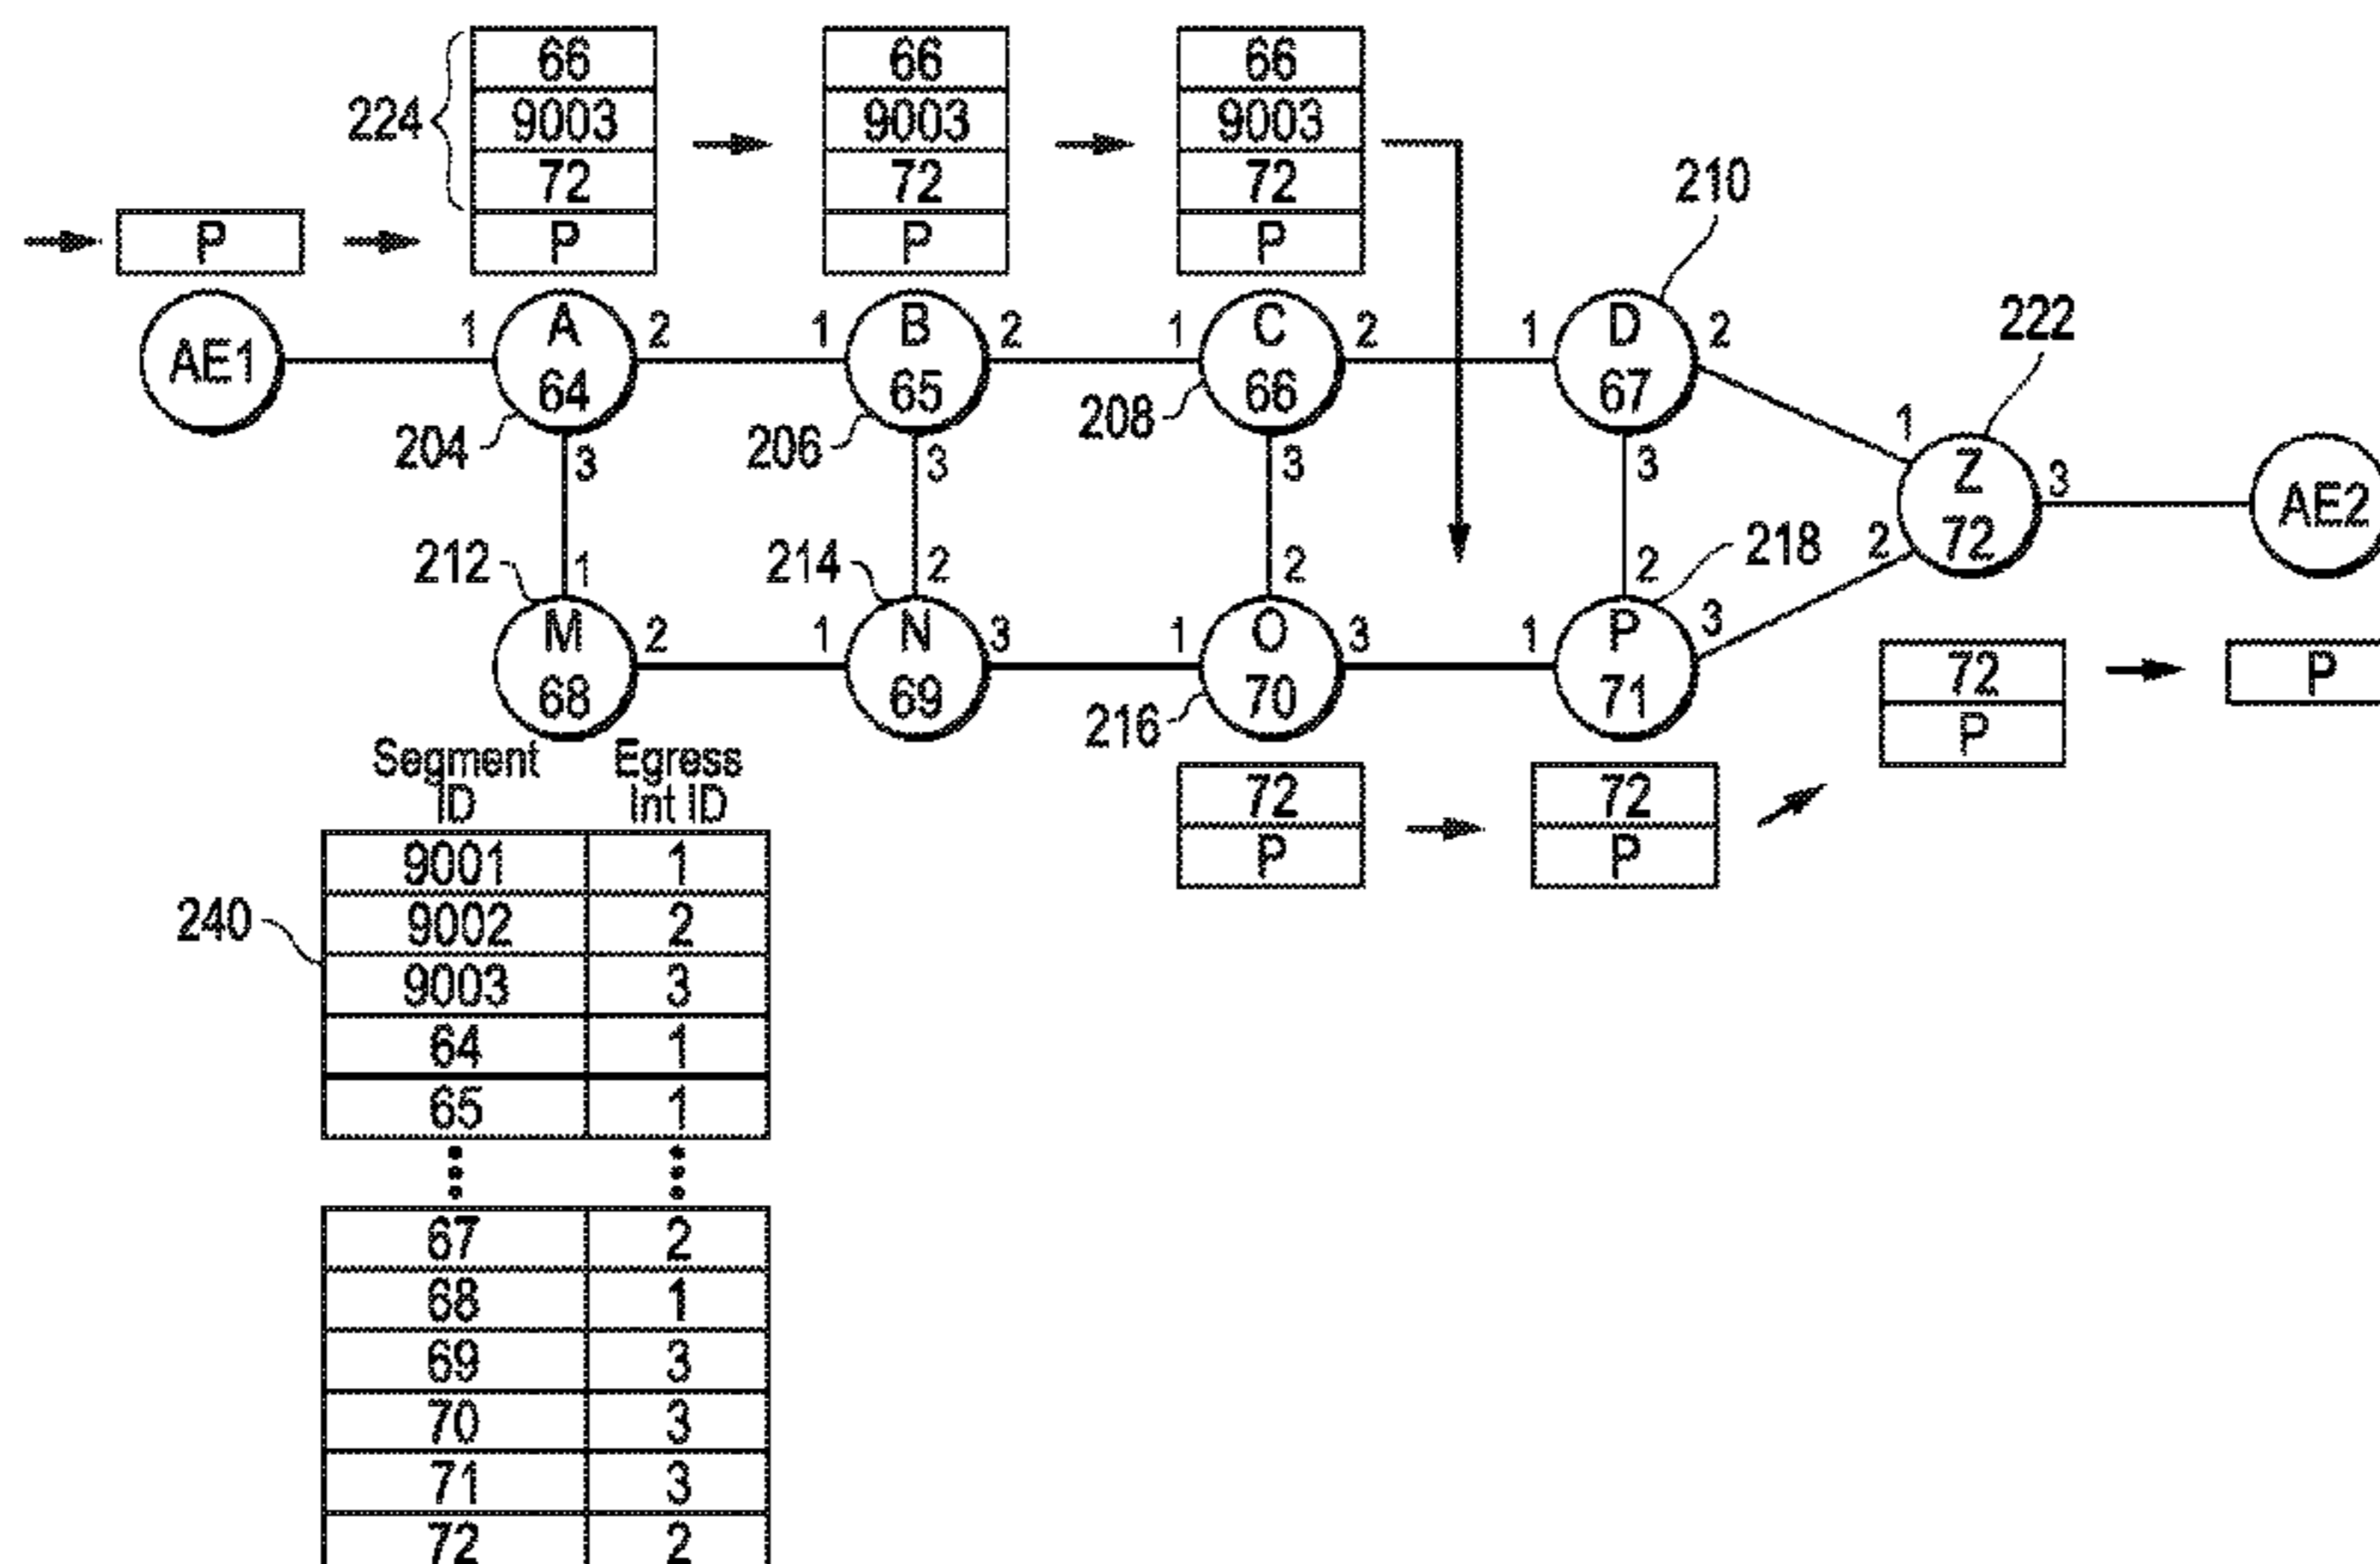 66 66 66
224 9003 9003 9003
72 72 72
P P P P
210
AE1 1 A 64 2 1 B 65 2 1 C 66 2 1 D 67 2 222
204 3 206 3 208 3 3 1 Z 72 3 AE2
212 1 214 2 2 2 218 2
M 68 2 1 N 69 3 1 O 70 3 1 P 71 3
216
72 P
P
72 72
P P
Segment ID Egress Int ID
9001 1
240 9002 2
9003 3
64 1
65 1
67 2
68 1
69 3
70 3
71 3
72 2